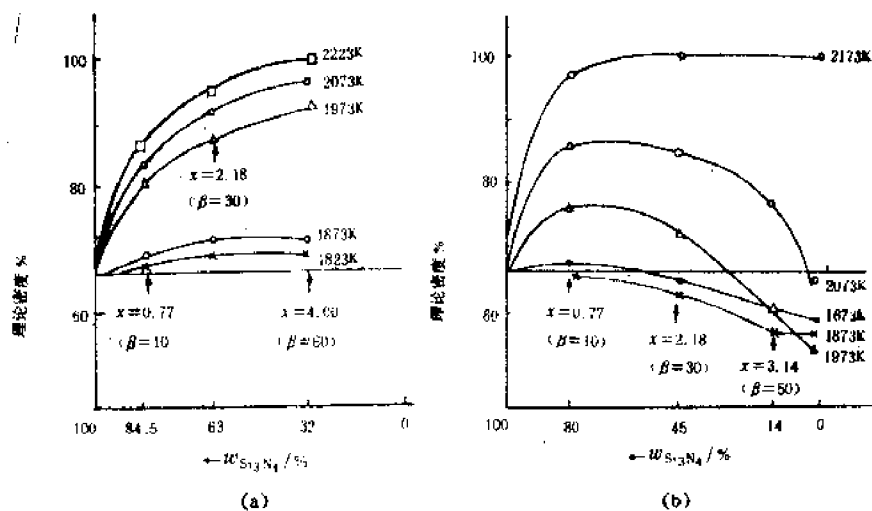 理论密度 %
100
80
60
2223K
2073K
1973K
x=2.18
(β=30)
1873K
1823K
x=0.77
(β=10
x=4.00
(β=60)
100
84.5
63
32
0
←wSi3N4/%
(a)
理论密度 %
100
80
60
2173K
2073K
1673K
1873K
1973K
x=0.77
(β=10)
x=2.18
(β=30)
x=3.14
(β=50)
100
80
45
14
0
←wSi3N4/%
(b)